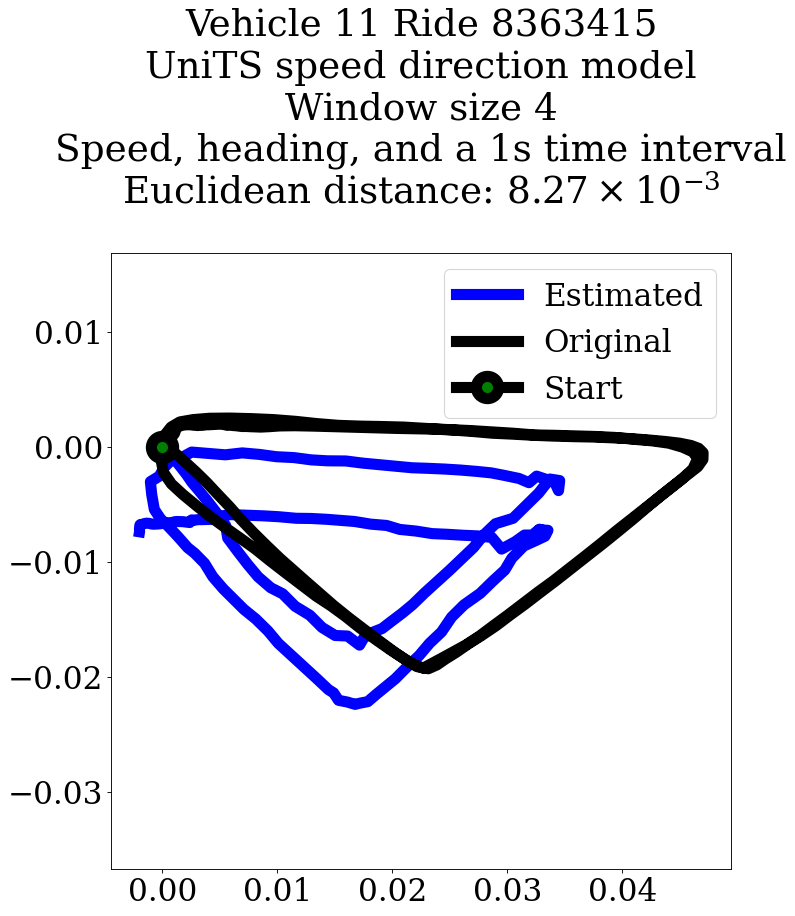 Vehicle 11 Ride 8363415
UniTS speed direction model
Window size 4
Speed, heading, and a 1s time interval
Euclidean distance: 8.27 × 10⁻³
Estimated
Original
Start
0.01
0.00
−0.01
−0.02
−0.03
0.00 0.01 0.02 0.03 0.04